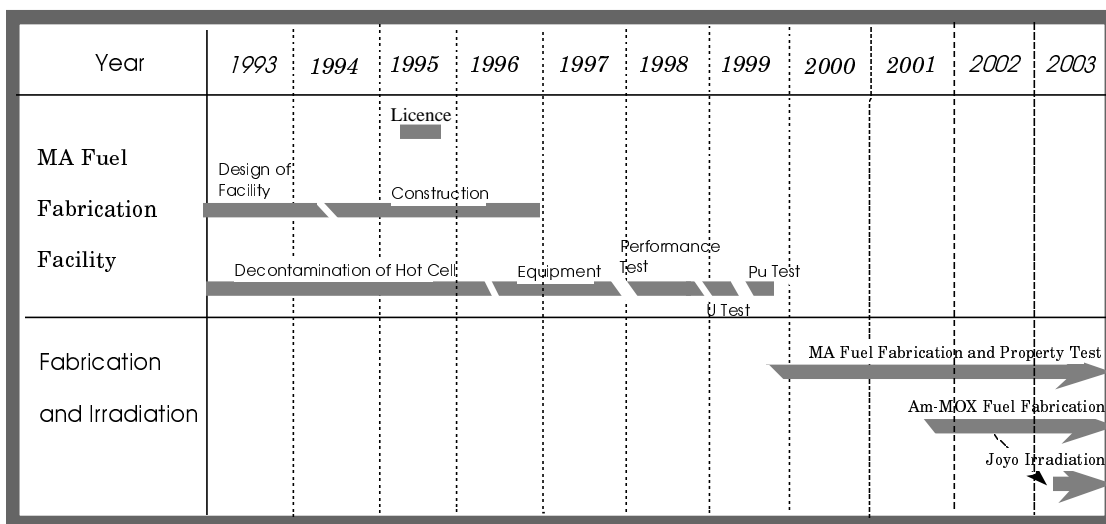 Year 1993 1994 1995 1996 1997 1998 1999 2000 2001 2002 2003
Licence
MA Fuel
Design of
Facility
Construction
Fabrication
Facility
Performance
Test
Decontamination of Hot Cell
Equipment
Pu Test
U Test
Fabrication
MA Fuel Fabrication and Property Test
and Irradiation
Am-MOX Fuel Fabrication
Joyo Irradiation